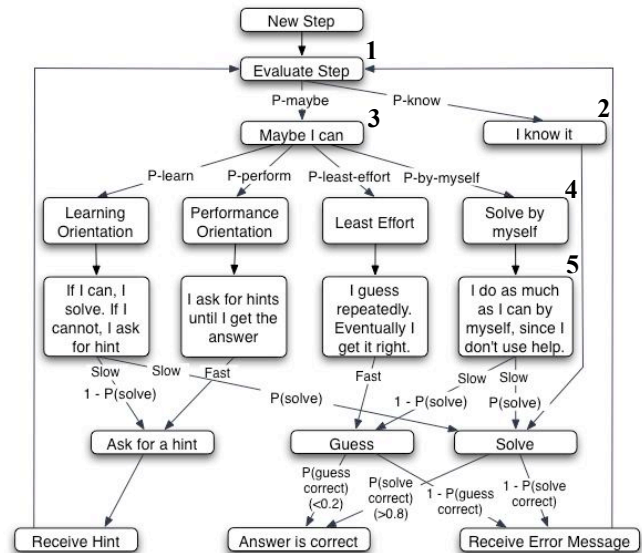 New Step
1
Evaluate Step
P-maybe
P-know
3
2
Maybe I can
I know it
P-learn
P-perform
P-least-effort
P-by-myself
4
Learning
Orientation
Performance
Orientation
Least Effort
Solve by
myself
5
If I can, I
solve. If I
cannot, I ask
for hint
I ask for hints
until I get the
answer
I guess
repeatedly.
Eventually I
get it right.
I do as much
as I can by
myself, since I
don't use help.
Slow
1 - P(solve)
Slow
P(solve)
Fast
Fast
Slow
1 - P(solve)
Slow
P(solve)
Ask for a hint
Guess
Solve
P(guess
correct)
(<0.2)
P(solve
correct)
(>0.8)
1 - P(guess
correct)
1 - P(solve
correct)
Receive Hint
Answer is correct
Receive Error Message